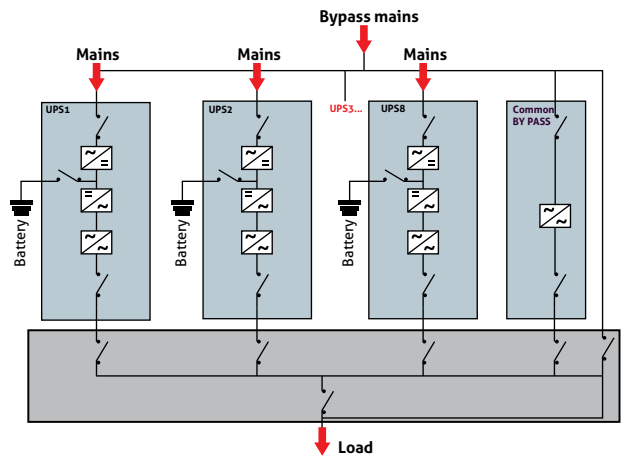 Bypass mains
Mains
Mains
Mains
UPS1
UPS2
UPS3...
UPS8
Common
BY PASS
Battery
Battery
Battery
Load